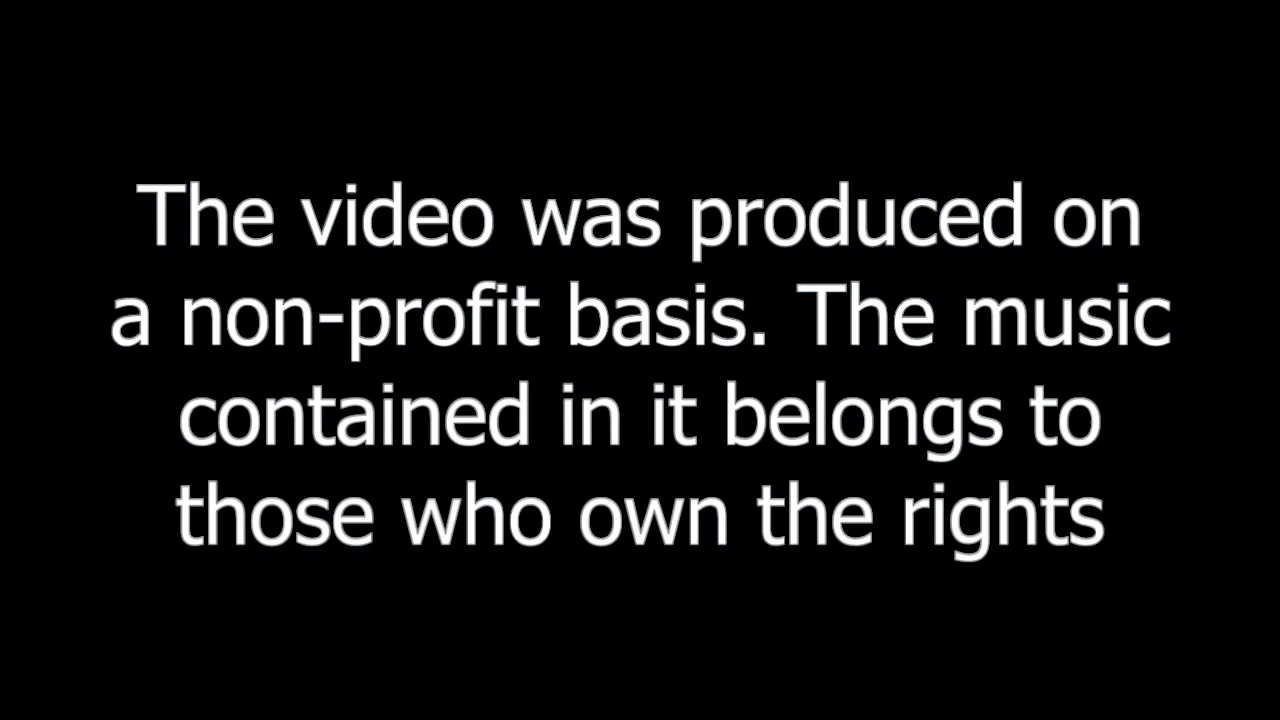 The video was produced on
a non-profit basis. The music
contained in it belongs to
those who own the rights